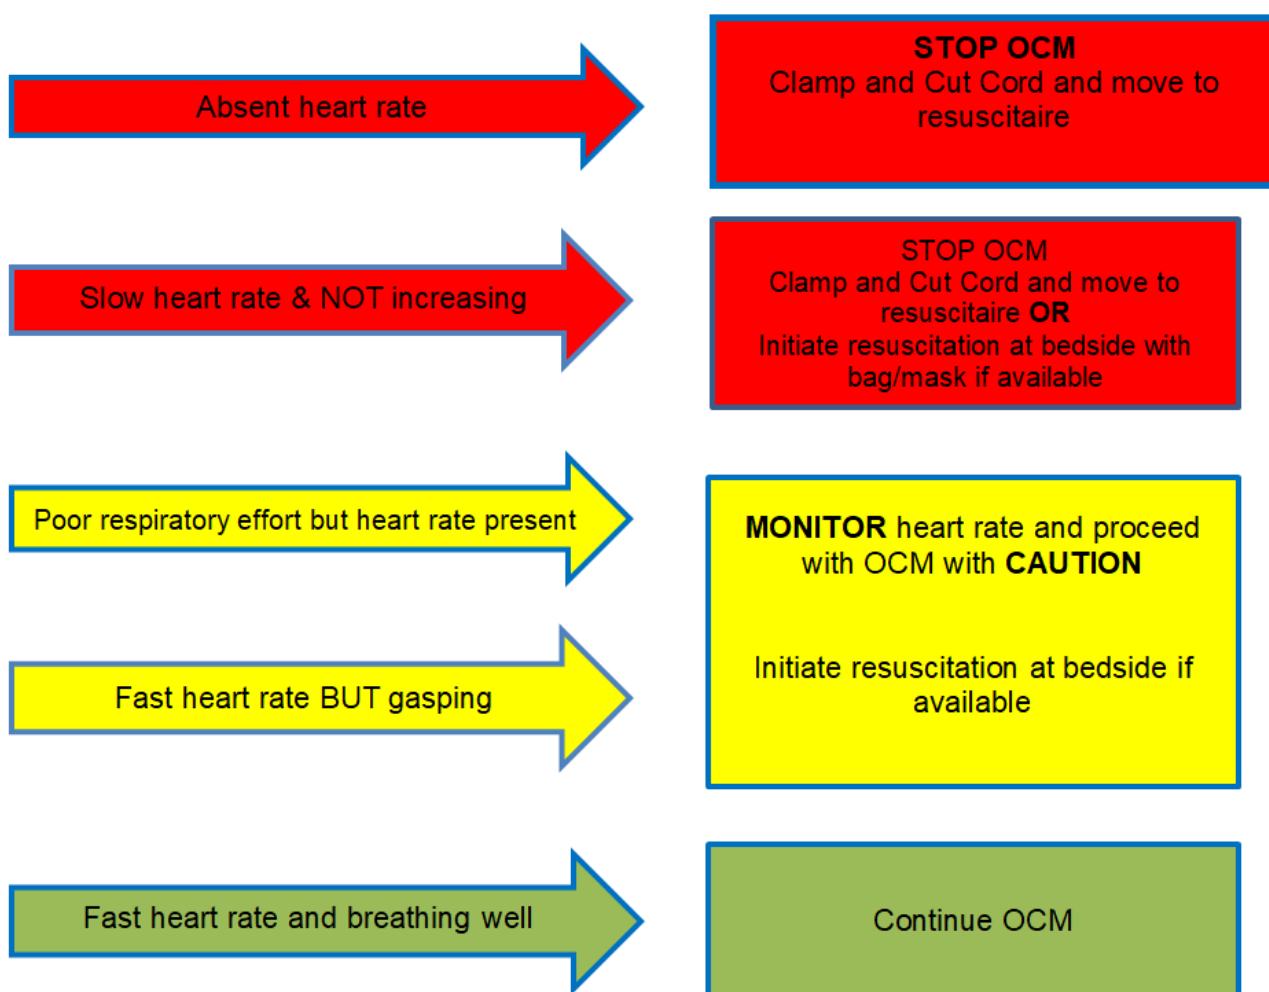 Absent heart rate
STOP OCM
Clamp and Cut Cord and move to
resuscitaire
Slow heart rate & NOT increasing
STOP OCM
Clamp and Cut Cord and move to
resuscitaire OR
Initiate resuscitation at bedside with
bag/mask if available
Poor respiratory effort but heart rate present
Fast heart rate BUT gasping
MONITOR heart rate and proceed
with OCM with CAUTION
Initiate resuscitation at bedside if
available
Fast heart rate and breathing well
Continue OCM